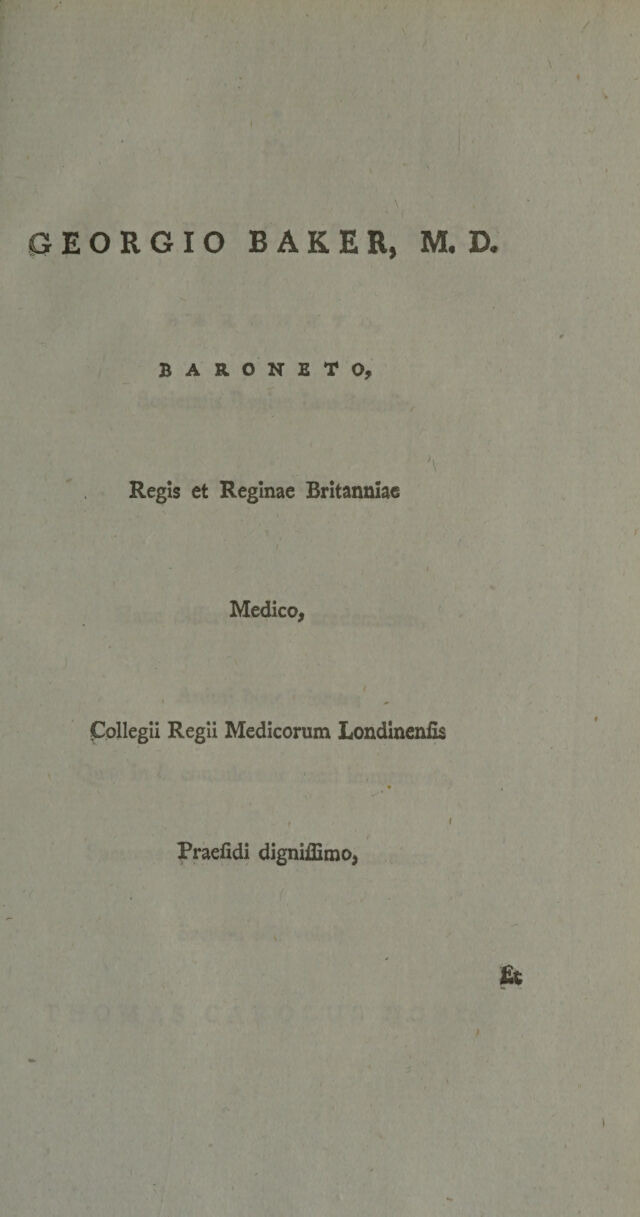 GEORGIO BAKER, M. D.
BARONETO,
Regis et Reginae Britanniae
Medico,
Collegii Regii Medicorum Londinenſis
Praeſidi digniſſimo,
Et